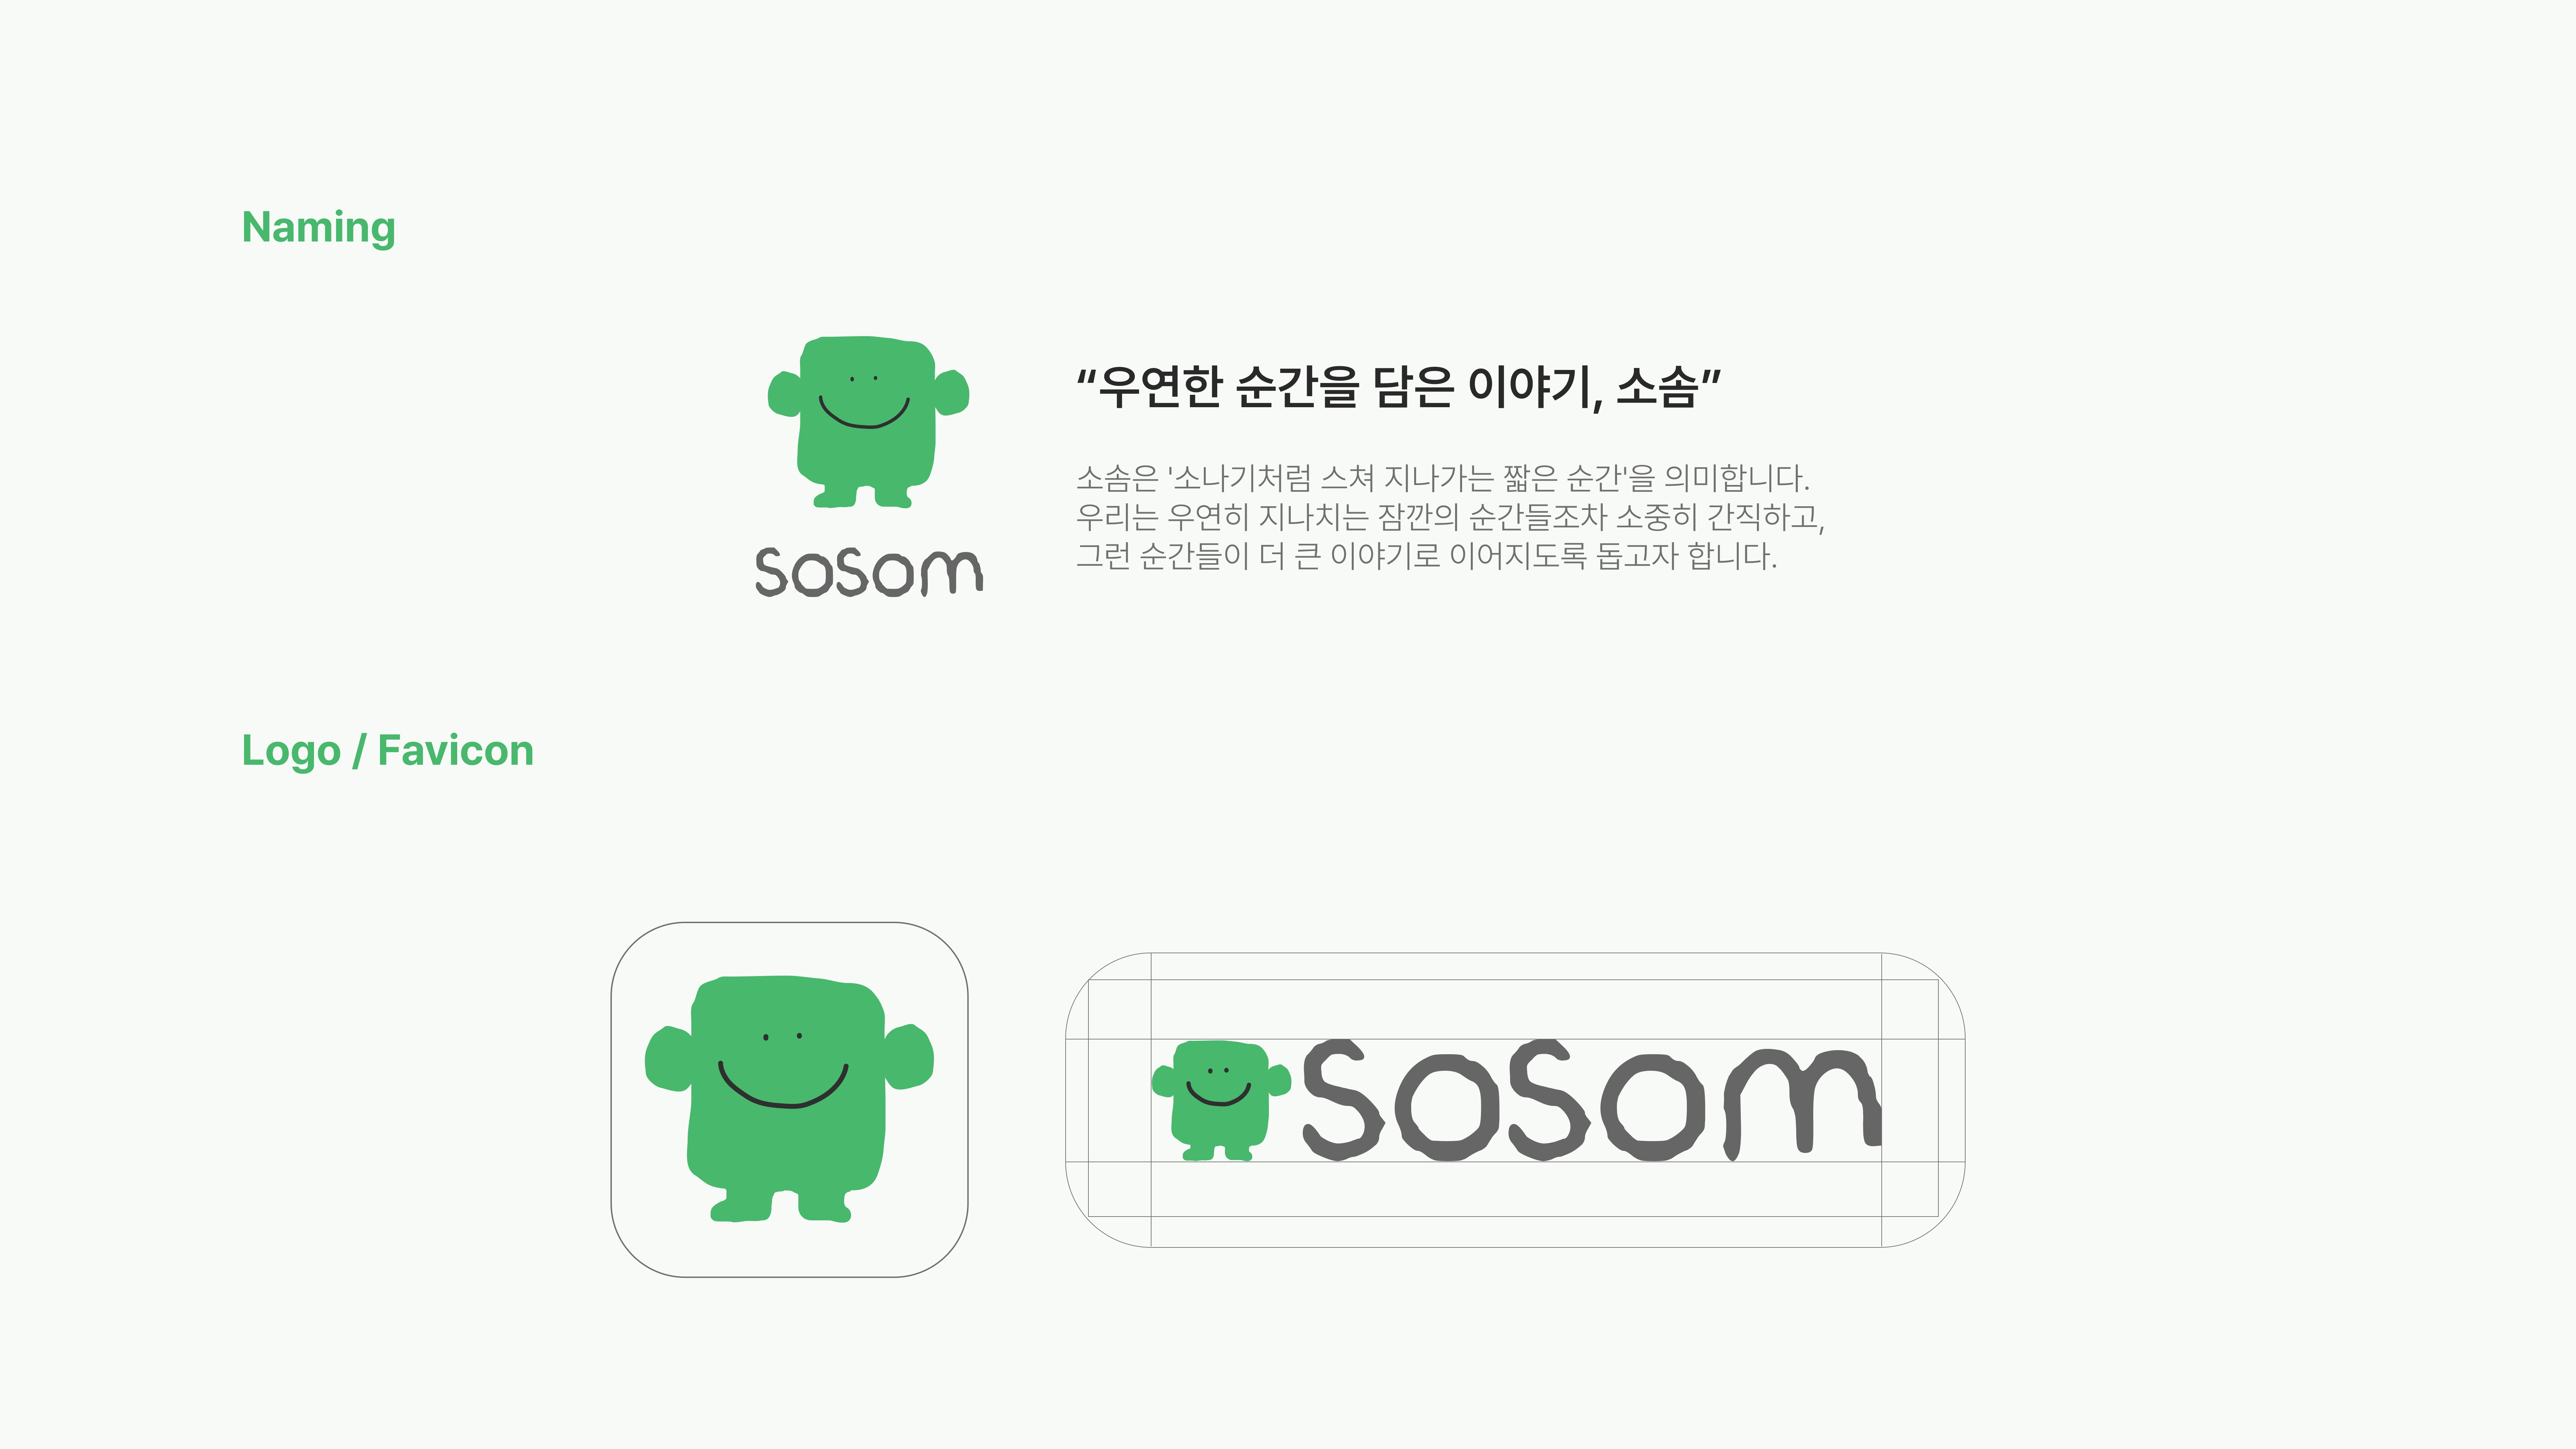 Naming
“우연한 순간을 담은 이야기, 소솜”
소솜은 '소나기처럼 스쳐 지나가는 짧은 순간'을 의미합니다.
우리는 우연히 지나치는 잠깐의 순간들조차 소중히 간직하고,
그런 순간들이 더 큰 이야기로 이어지도록 돕고자 합니다.
sosom
Logo / Favicon
sosom